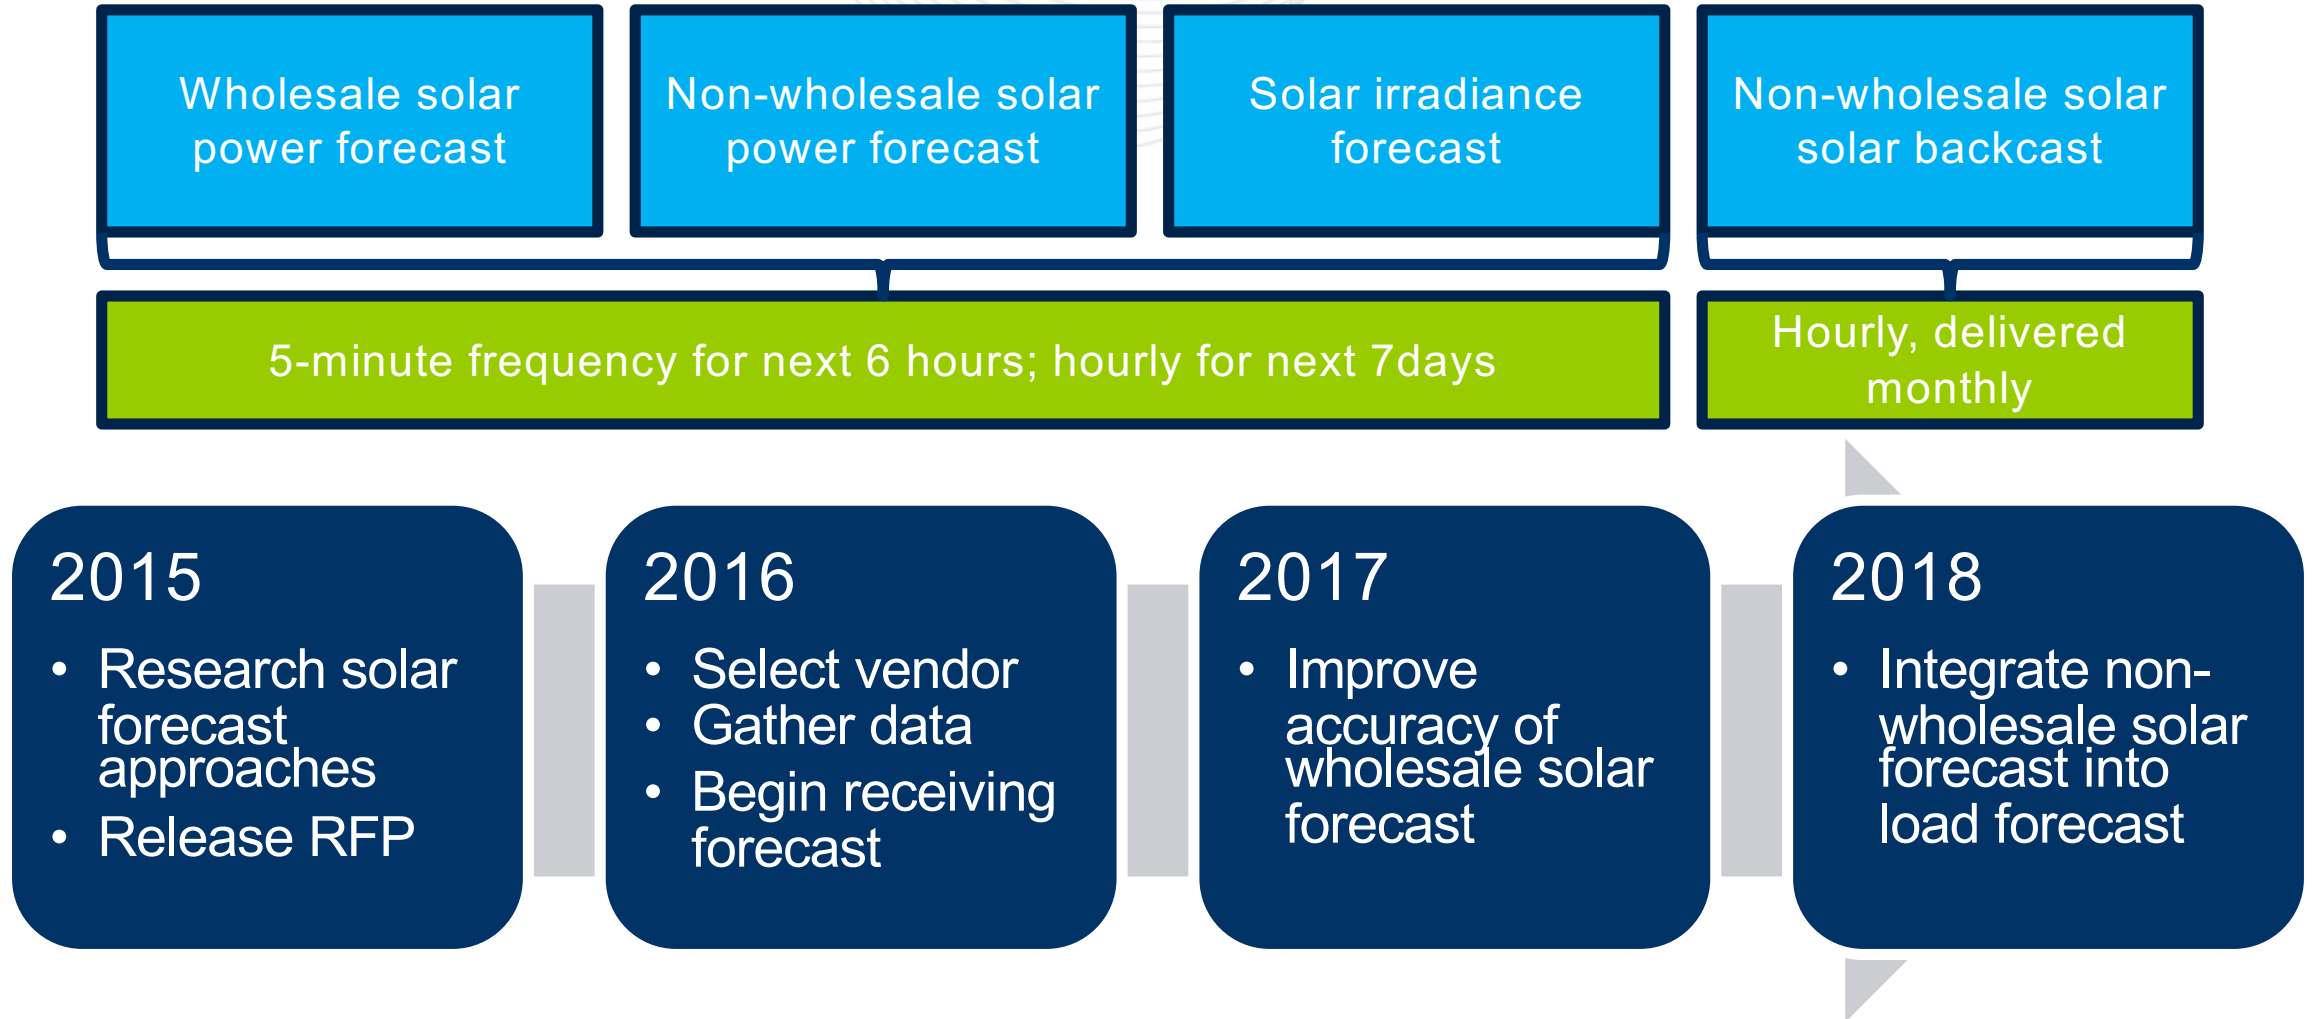 Wholesale solar
power forecast
Non-wholesale solar
power forecast
Solar irradiance
forecast
Non-wholesale solar
solar backcast
5-minute frequency for next 6 hours; hourly for next 7days
Hourly, delivered
monthly
2015
• Research solar
forecast
approaches
• Release RFP
2016
• Select vendor
• Gather data
• Begin receiving
forecast
2017
• Improve
accuracy of
wholesale solar
forecast
2018
• Integrate non-
wholesale solar
forecast into
load forecast